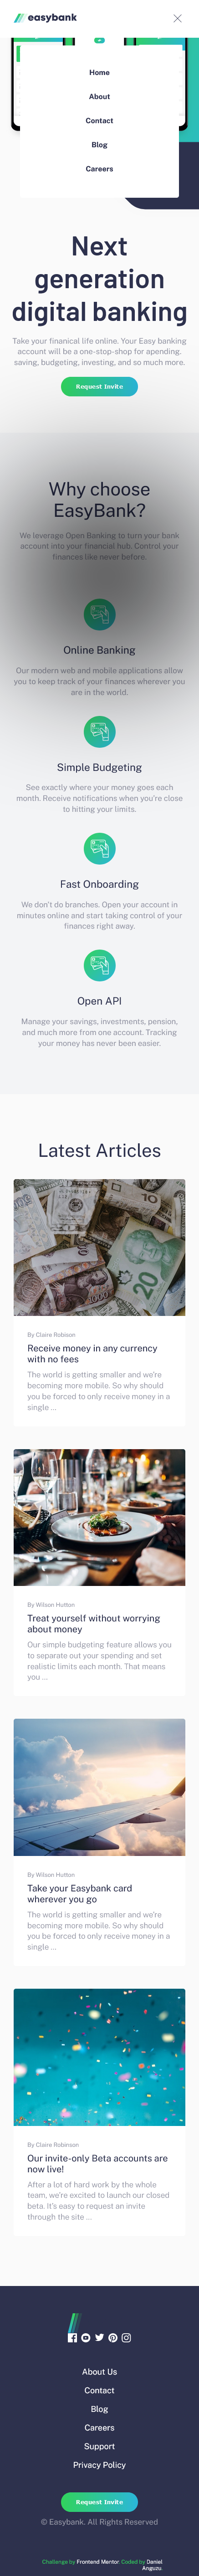 easybank
Home
About
Contact
Blog
Careers
Next
generation
digital banking
Take your finanical life online. Your Easy banking
account will be a one-stop-shop for apending.
saving, budgeting, investing, and so much more.
Request Invite
Why choose
EasyBank?
We leverage Open Banking to turn your bank
account into your financial hub. Control your
finances like never before.
Online Banking
Our modern web and mobile applications allow
you to keep track of your finances wherever you
are in the world.
Simple Budgeting
See exactly where your money goes each
month. Receive notifications when you're close
to hitting your limits.
Fast Onboarding
We don't do branches. Open your account in
minutes online and start taking control of your
finances right away.
Open API
Manage your savings, investments, pension,
and much more from one account. Tracking
your money has never been easier.
Latest Articles
By Claire Robison
Receive money in any currency
with no fees
The world is getting smaller and we're
becoming more mobile. So why should
you be forced to only receive money in a
single ...
By Wilson Hutton
Treat yourself without worrying
about money
Our simple budgeting feature allows you
to separate out your spending and set
realistic limits each month. That means
you ...
By Wilson Hutton
Take your Easybank card
wherever you go
The world is getting smaller and we're
becoming more mobile. So why should
you be forced to only receive money in a
single ...
By Claire Robinson
Our invite-only Beta accounts are
now live!
After a lot of hard work by the whole
team, we're excited to launch our closed
beta. It's easy to request an invite
through the site ...
About Us
Contact
Blog
Careers
Support
Privacy Policy
Request Invite
© Easybank. All Rights Reserved
Challenge by Frontend Mentor. Coded by Daniel
Anguzu.